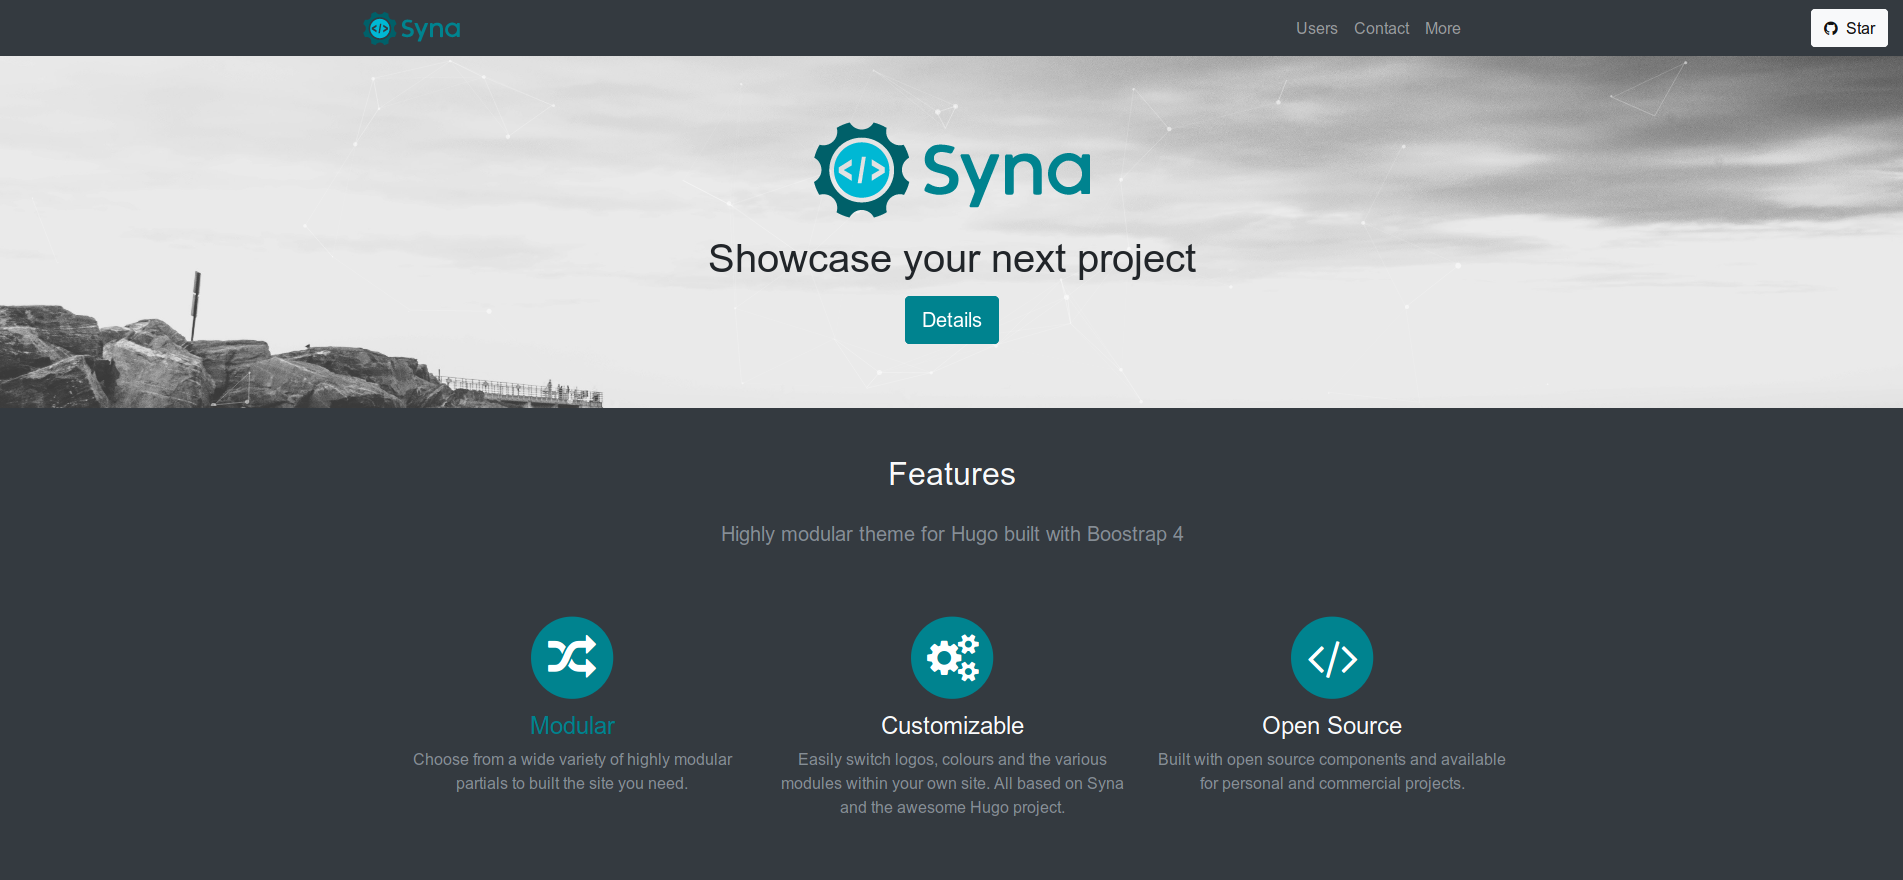 Syna
Users Contact More
Star
</> Syna
Showcase your next project
Details
Features
Highly modular theme for Hugo built with Boostrap 4
</>
Modular
Choose from a wide variety of highly modular
partials to built the site you need.
Customizable
Easily switch logos, colours and the various
modules within your own site. All based on Syna
and the awesome Hugo project.
Open Source
Built with open source components and available
for personal and commercial projects.